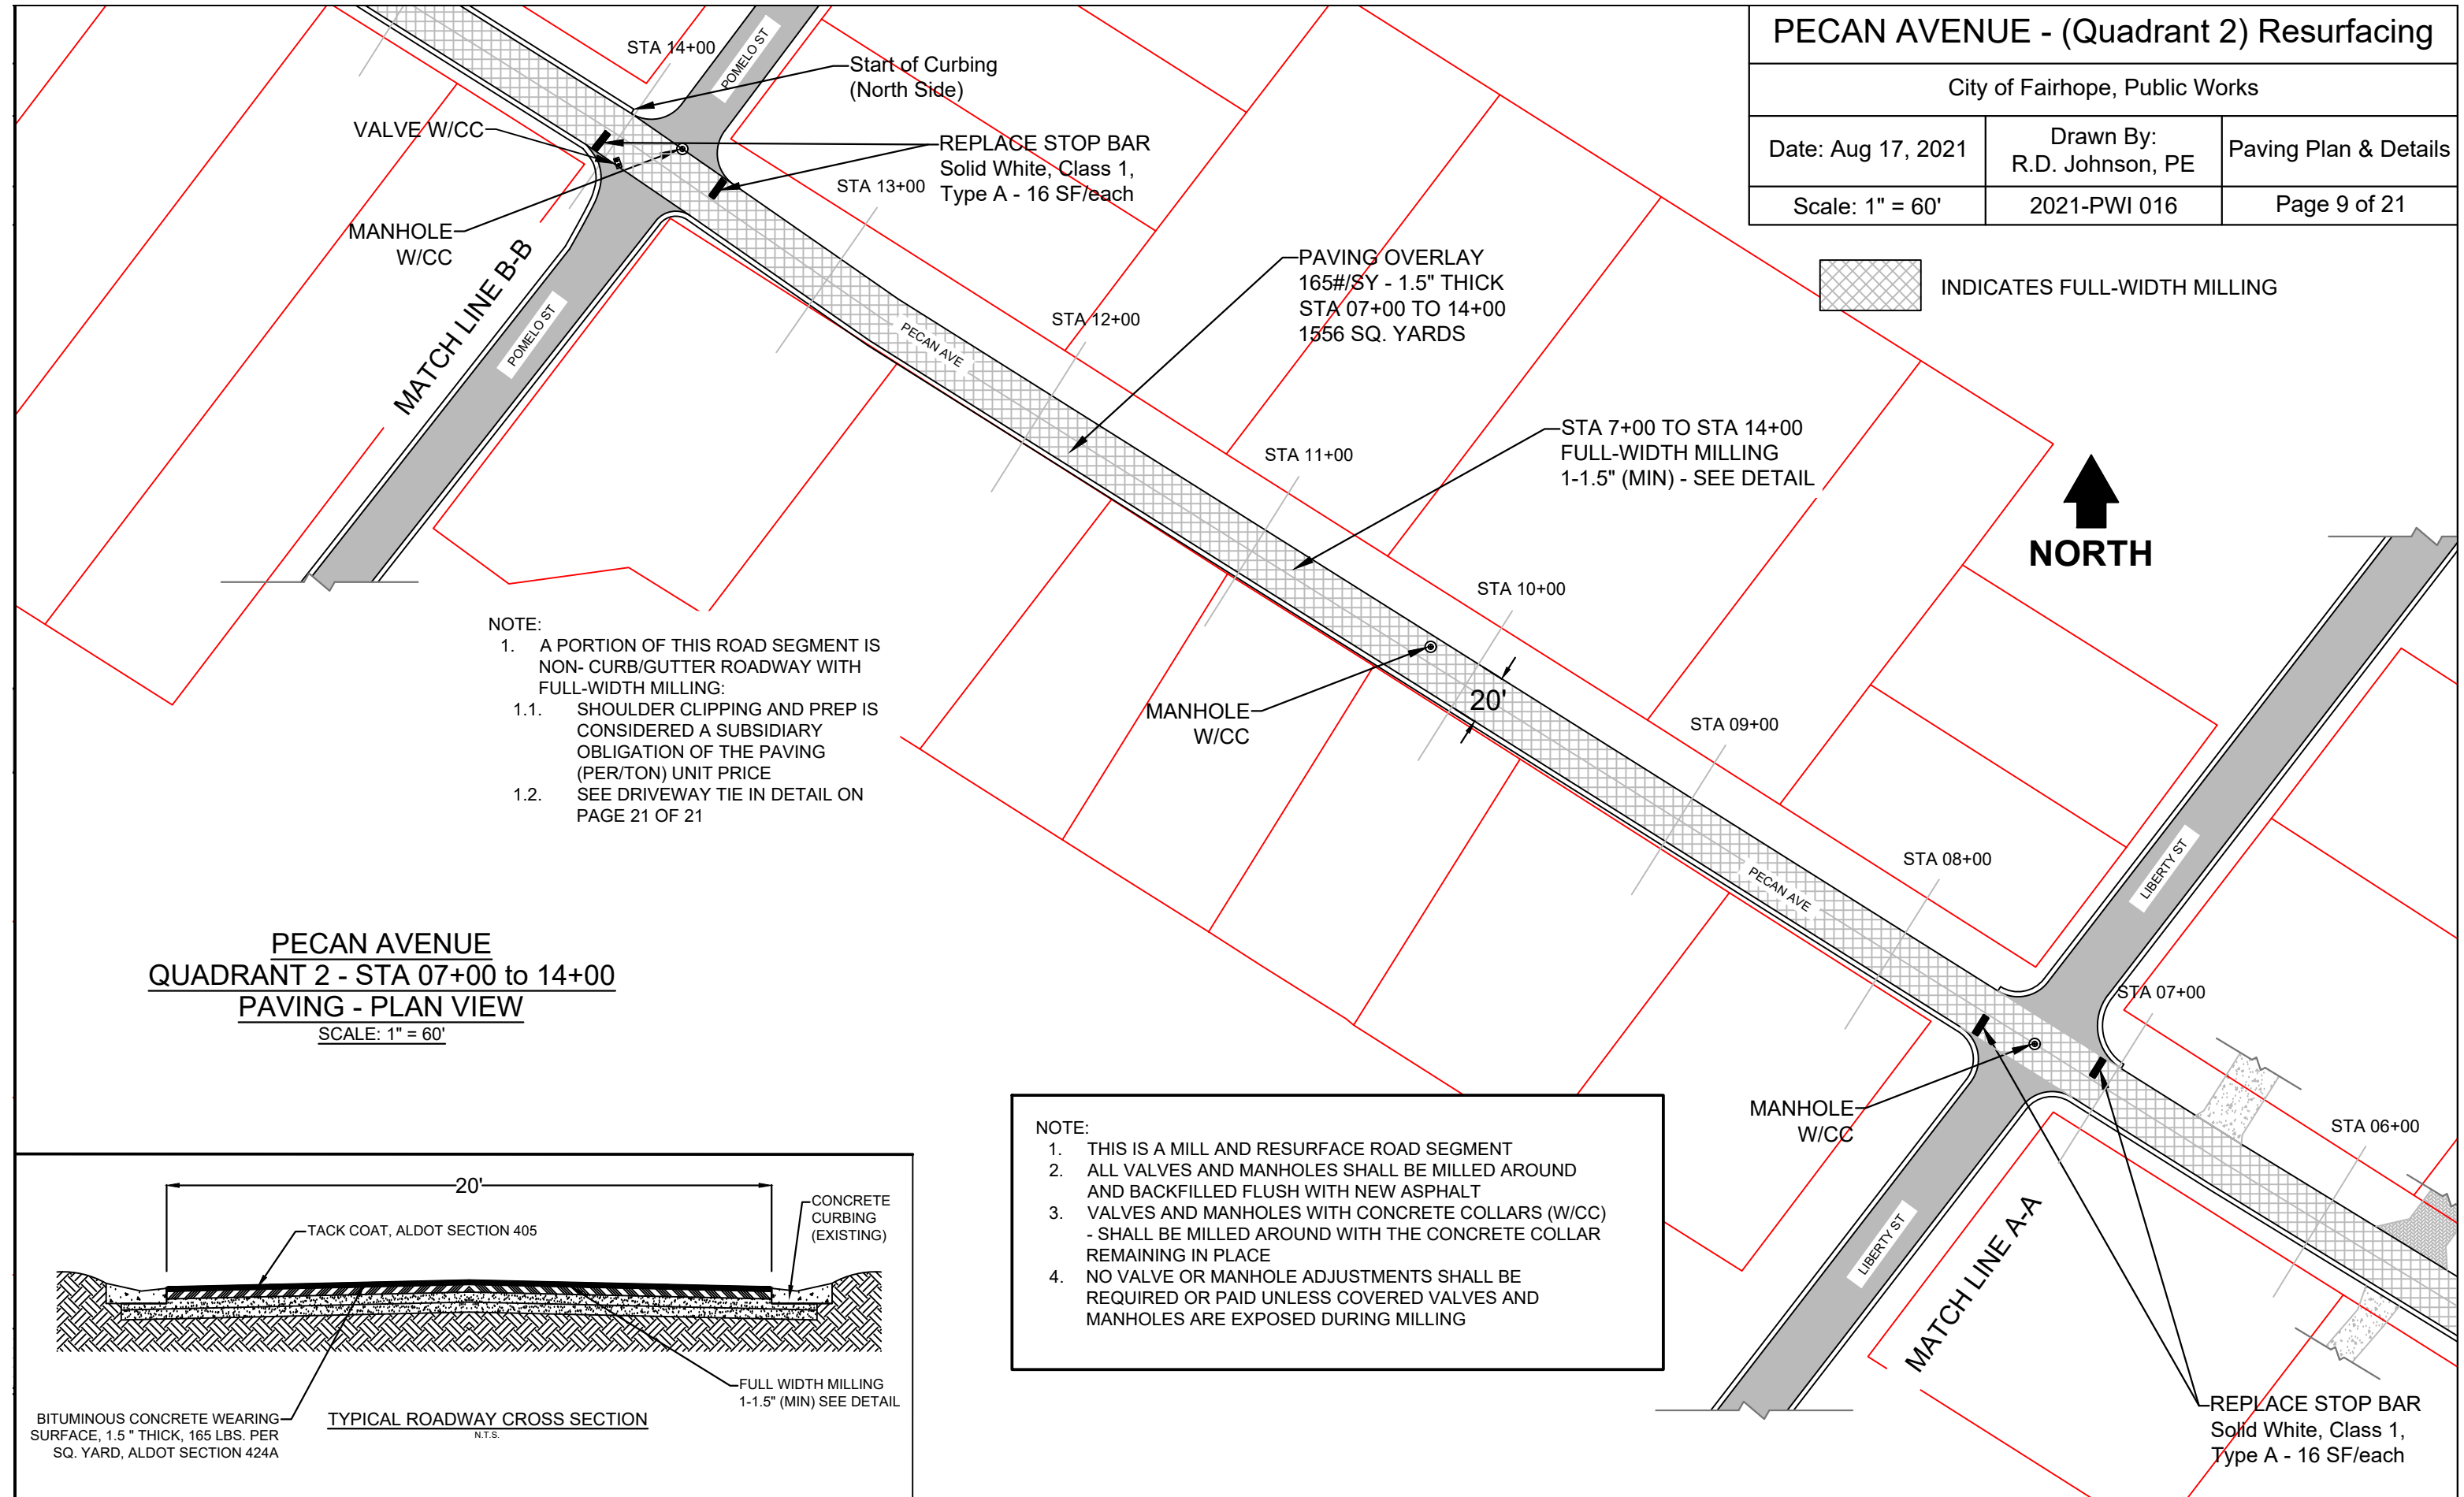 PECAN AVENUE - (Quadrant 2) Resurfacing
City of Fairhope, Public Works
Date: Aug 17, 2021
Drawn By:
R.D. Johnson, PE
Paving Plan & Details
Scale: 1" = 60'
2021-PWI 016
Page 9 of 21
INDICATES FULL-WIDTH MILLING
STA 14+00
POMELO ST
Start of Curbing
(North Side)
VALVE W/CC
REPLACE STOP BAR
Solid White, Class 1,
Type A - 16 SF/each
STA 13+00
MANHOLE
W/CC
MATCH LINE B-B
POMELO ST
PECAN AVE
STA 12+00
PAVING OVERLAY
165#/SY - 1.5" THICK
STA 07+00 TO 14+00
1556 SQ. YARDS
STA 11+00
STA 7+00 TO STA 14+00
FULL-WIDTH MILLING
1-1.5" (MIN) - SEE DETAIL
NORTH
STA 10+00
20'
MANHOLE
W/CC
STA 09+00
NOTE:
1. A PORTION OF THIS ROAD SEGMENT IS
NON- CURB/GUTTER ROADWAY WITH
FULL-WIDTH MILLING:
1.1. SHOULDER CLIPPING AND PREP IS
CONSIDERED A SUBSIDIARY
OBLIGATION OF THE PAVING
(PER/TON) UNIT PRICE
1.2. SEE DRIVEWAY TIE IN DETAIL ON
PAGE 21 OF 21
STA 08+00
PECAN AVE
LIBERTY ST
STA 07+00
PECAN AVENUE
QUADRANT 2 - STA 07+00 to 14+00
PAVING - PLAN VIEW
SCALE: 1" = 60'
MANHOLE
W/CC
STA 06+00
LIBERTY ST
MATCH LINE A-A
REPLACE STOP BAR
Solid White, Class 1,
Type A - 16 SF/each
NOTE:
1. THIS IS A MILL AND RESURFACE ROAD SEGMENT
2. ALL VALVES AND MANHOLES SHALL BE MILLED AROUND
AND BACKFILLED FLUSH WITH NEW ASPHALT
3. VALVES AND MANHOLES WITH CONCRETE COLLARS (W/CC)
- SHALL BE MILLED AROUND WITH THE CONCRETE COLLAR
REMAINING IN PLACE
4. NO VALVE OR MANHOLE ADJUSTMENTS SHALL BE
REQUIRED OR PAID UNLESS COVERED VALVES AND
MANHOLES ARE EXPOSED DURING MILLING
20'
TACK COAT, ALDOT SECTION 405
CONCRETE
CURBING
(EXISTING)
FULL WIDTH MILLING
1-1.5" (MIN) SEE DETAIL
BITUMINOUS CONCRETE WEARING
SURFACE, 1.5 " THICK, 165 LBS. PER
SQ. YARD, ALDOT SECTION 424A
TYPICAL ROADWAY CROSS SECTION
N.T.S.